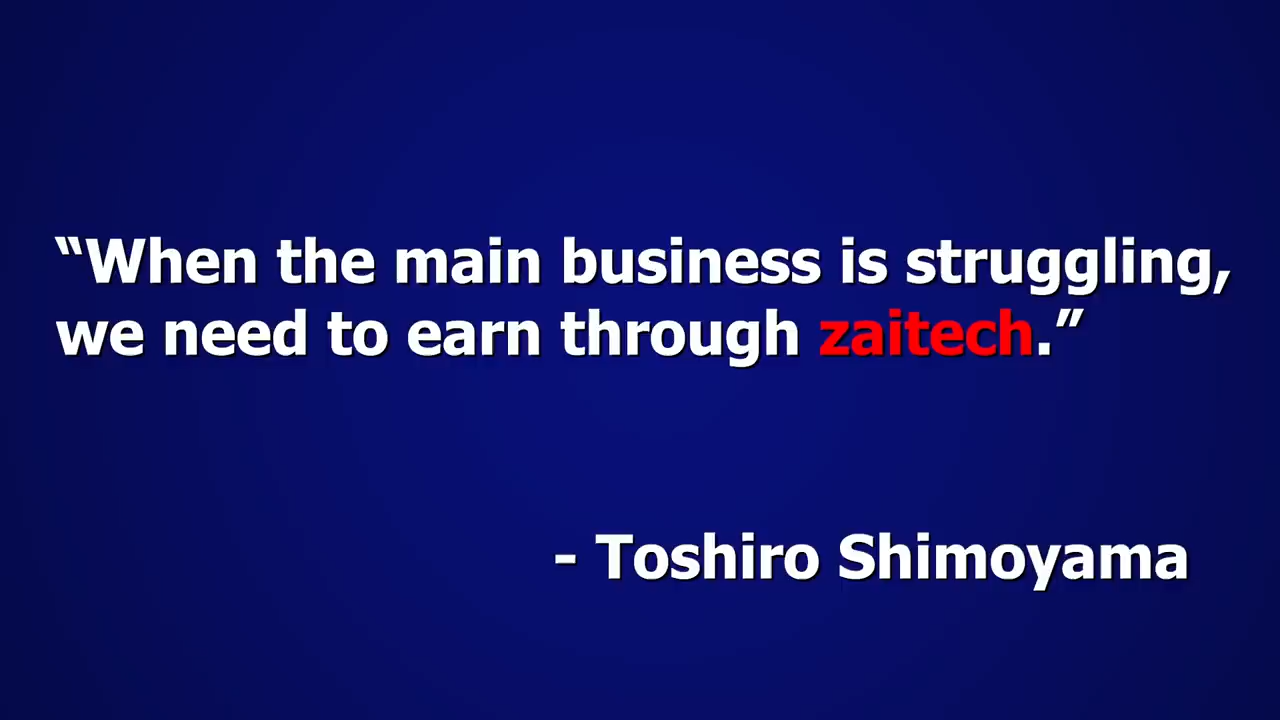 “When the main business is struggling,
we need to earn through zaitech.”
- Toshiro Shimoyama